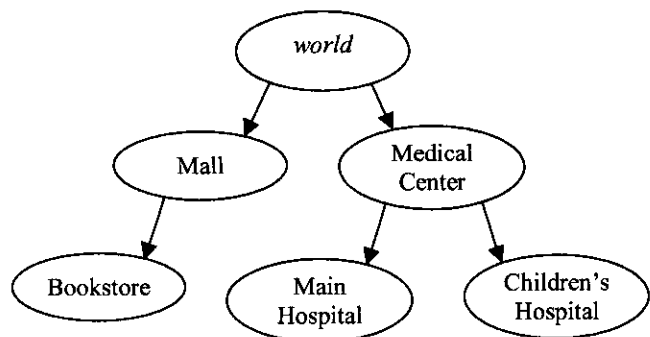 world
Mall
Medical
Center
Bookstore
Main
Hospital
Children's
Hospital